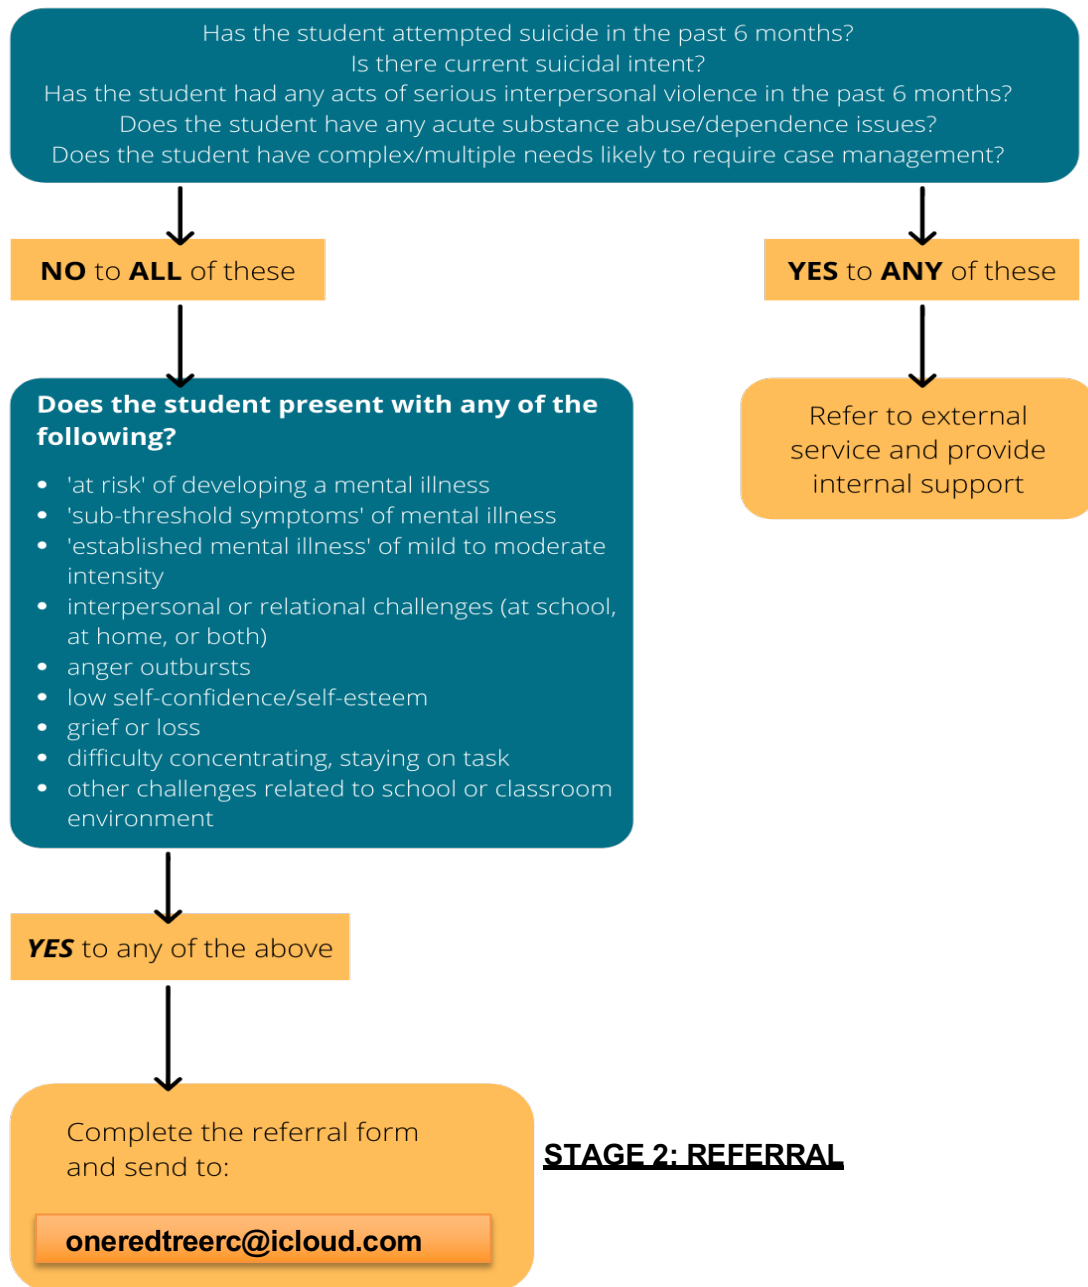 Has the student attempted suicide in the past 6 months?
Is there current suicidal intent?
Has the student had any acts of serious interpersonal violence in the past 6 months?
Does the student have any acute substance abuse/dependence issues?
Does the student have complex/multiple needs likely to require case management?
NO to ALL of these
YES to ANY of these
Does the student present with any of the
following?
• 'at risk' of developing a mental illness
• 'sub-threshold symptoms' of mental illness
• 'established mental illness' of mild to moderate
intensity
• interpersonal or relational challenges (at school,
at home, or both)
• anger outbursts
• low self-confidence/self-esteem
• grief or loss
• difficulty concentrating, staying on task
• other challenges related to school or classroom
environment
Refer to external
service and provide
internal support
YES to any of the above
Complete the referral form
and send to:
oneredtreerc@icloud.com
STAGE 2: REFERRAL